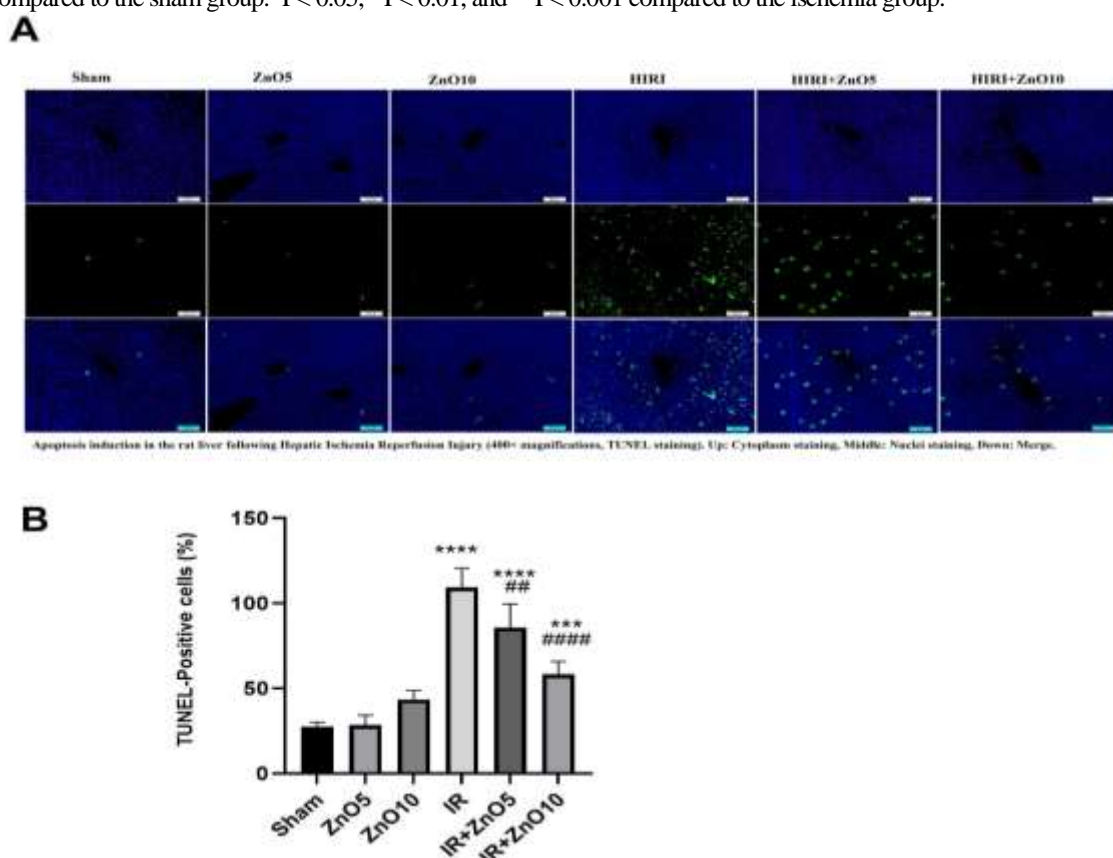 compared to the sham group. 0.05, 0.01, and 0.001 compared to the ischemia group.
A
Sham ZnO5 ZnO10 HIRI HIRI+ZnO5 HIRI+ZnO10
Apoptosis induction in the rat liver following Hepatic Ischemia Reperfusion Injury (400× magnifications, TUNEL staining). Up: Cytoplasm staining, Middle: Nuclei staining, Down: Merge.
B
TUNEL-Positive cells (%)
150
100
50
0
****
****
##
***
####
Sham ZnO5 ZnO10 IR IR+ZnO5 IR+ZnO10